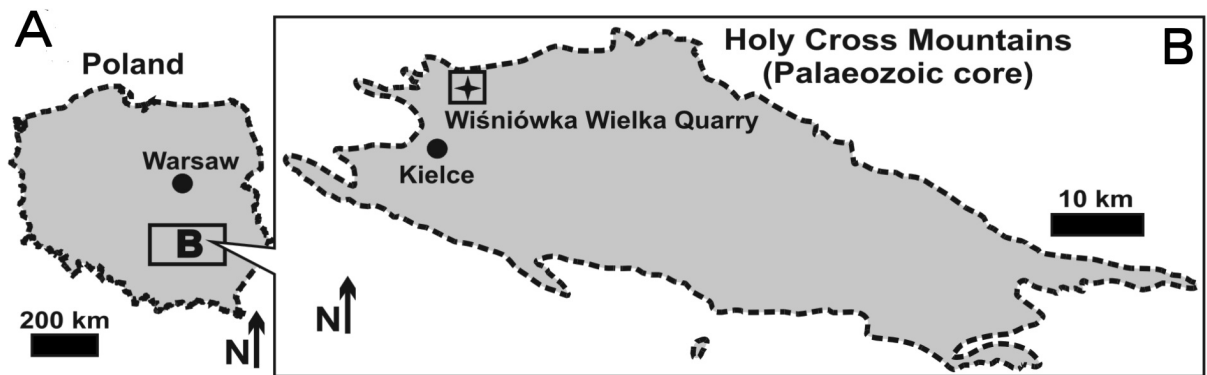 A
Poland
Warsaw
B
200 km
N
B
Holy Cross Mountains
(Palaeozoic core)
Wiśniówka Wielka Quarry
Kielce
10 km
N